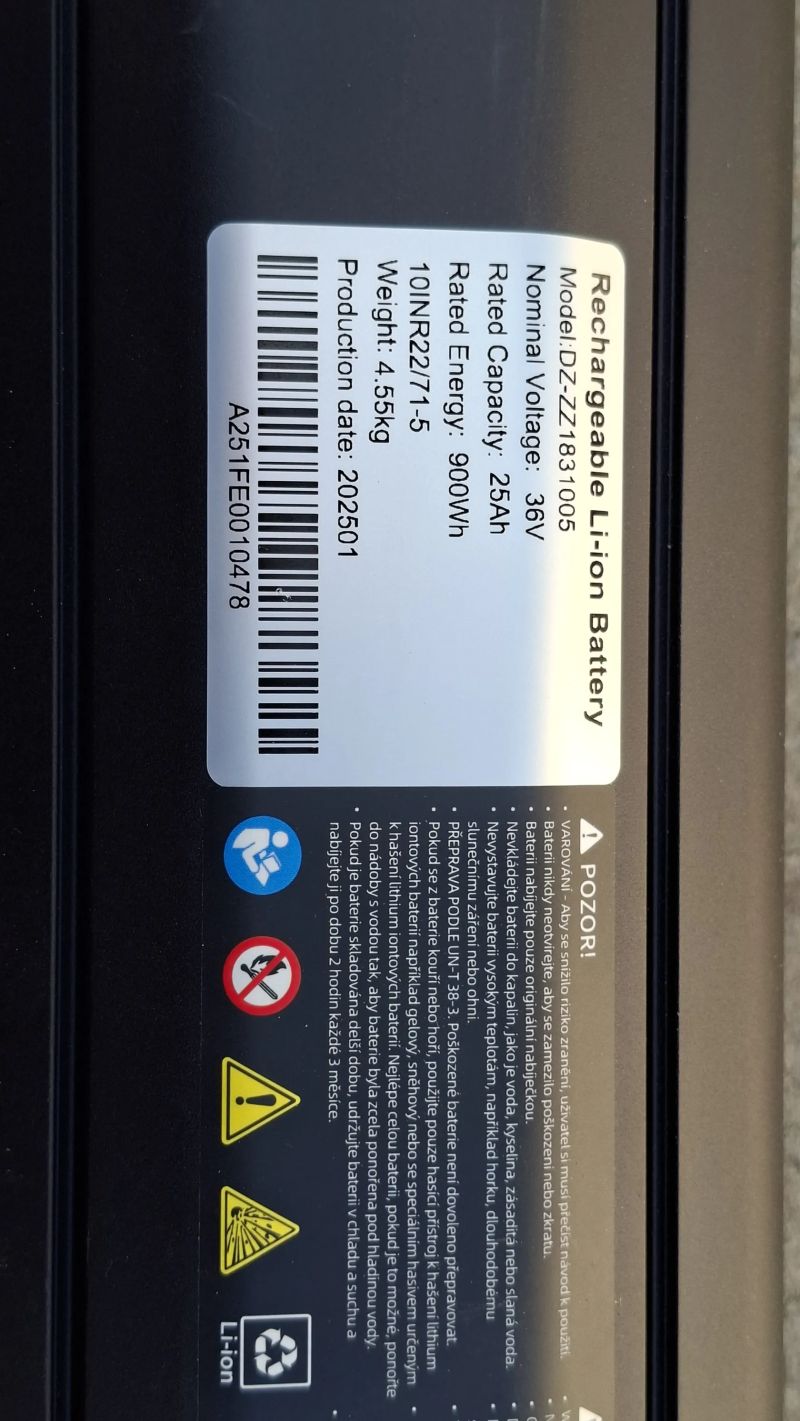 Rechargeable Li-ion Battery
Model:DZ-ZZ1831005
Nominal Voltage: 36V
Rated Capacity: 25Ah
Rated Energy: 900Wh
10INR22/71-5
Weight: 4.55kg
Production date: 202501
A251FE0010478
POZOR!
• VAROVÁNÍ - Aby se snížilo riziko zranění, uživatel si musí přečíst návod k použití.
• Baterii nikdy neotvírejte, aby se zamezilo poškození nebo zkratu.
• Baterii nabíjejte pouze originální nabíječkou.
• Nevkládejte baterii do kapalin, jako je voda, kyselina, zásaditá nebo slaná voda.
• Nevystavujte baterii vysokým teplotám, například horku, dlouhodobému
slunečnímu záření nebo ohni.
• PŘEPRAVA PODLE UN-T 38-3. Poškozené baterie není dovoleno přepravovat.
• Pokud se z baterie kouří nebo hoří, použijte pouze hasící přístroj k hašení lithium
iontových baterií například gelový, sněhový nebo se speciálním hasivem určeným
k hašení lithium iontových baterií. Nejlépe celou baterii, pokud je to možné, ponořte
do nádoby s vodou tak, aby baterie byla zcela ponořena pod hladinou vody.
• Pokud je baterie skladována delší dobu, udržujte baterii v chladu a suchu a
nabíjejte ji po dobu 2 hodin každé 3 měsíce.
Li-ion